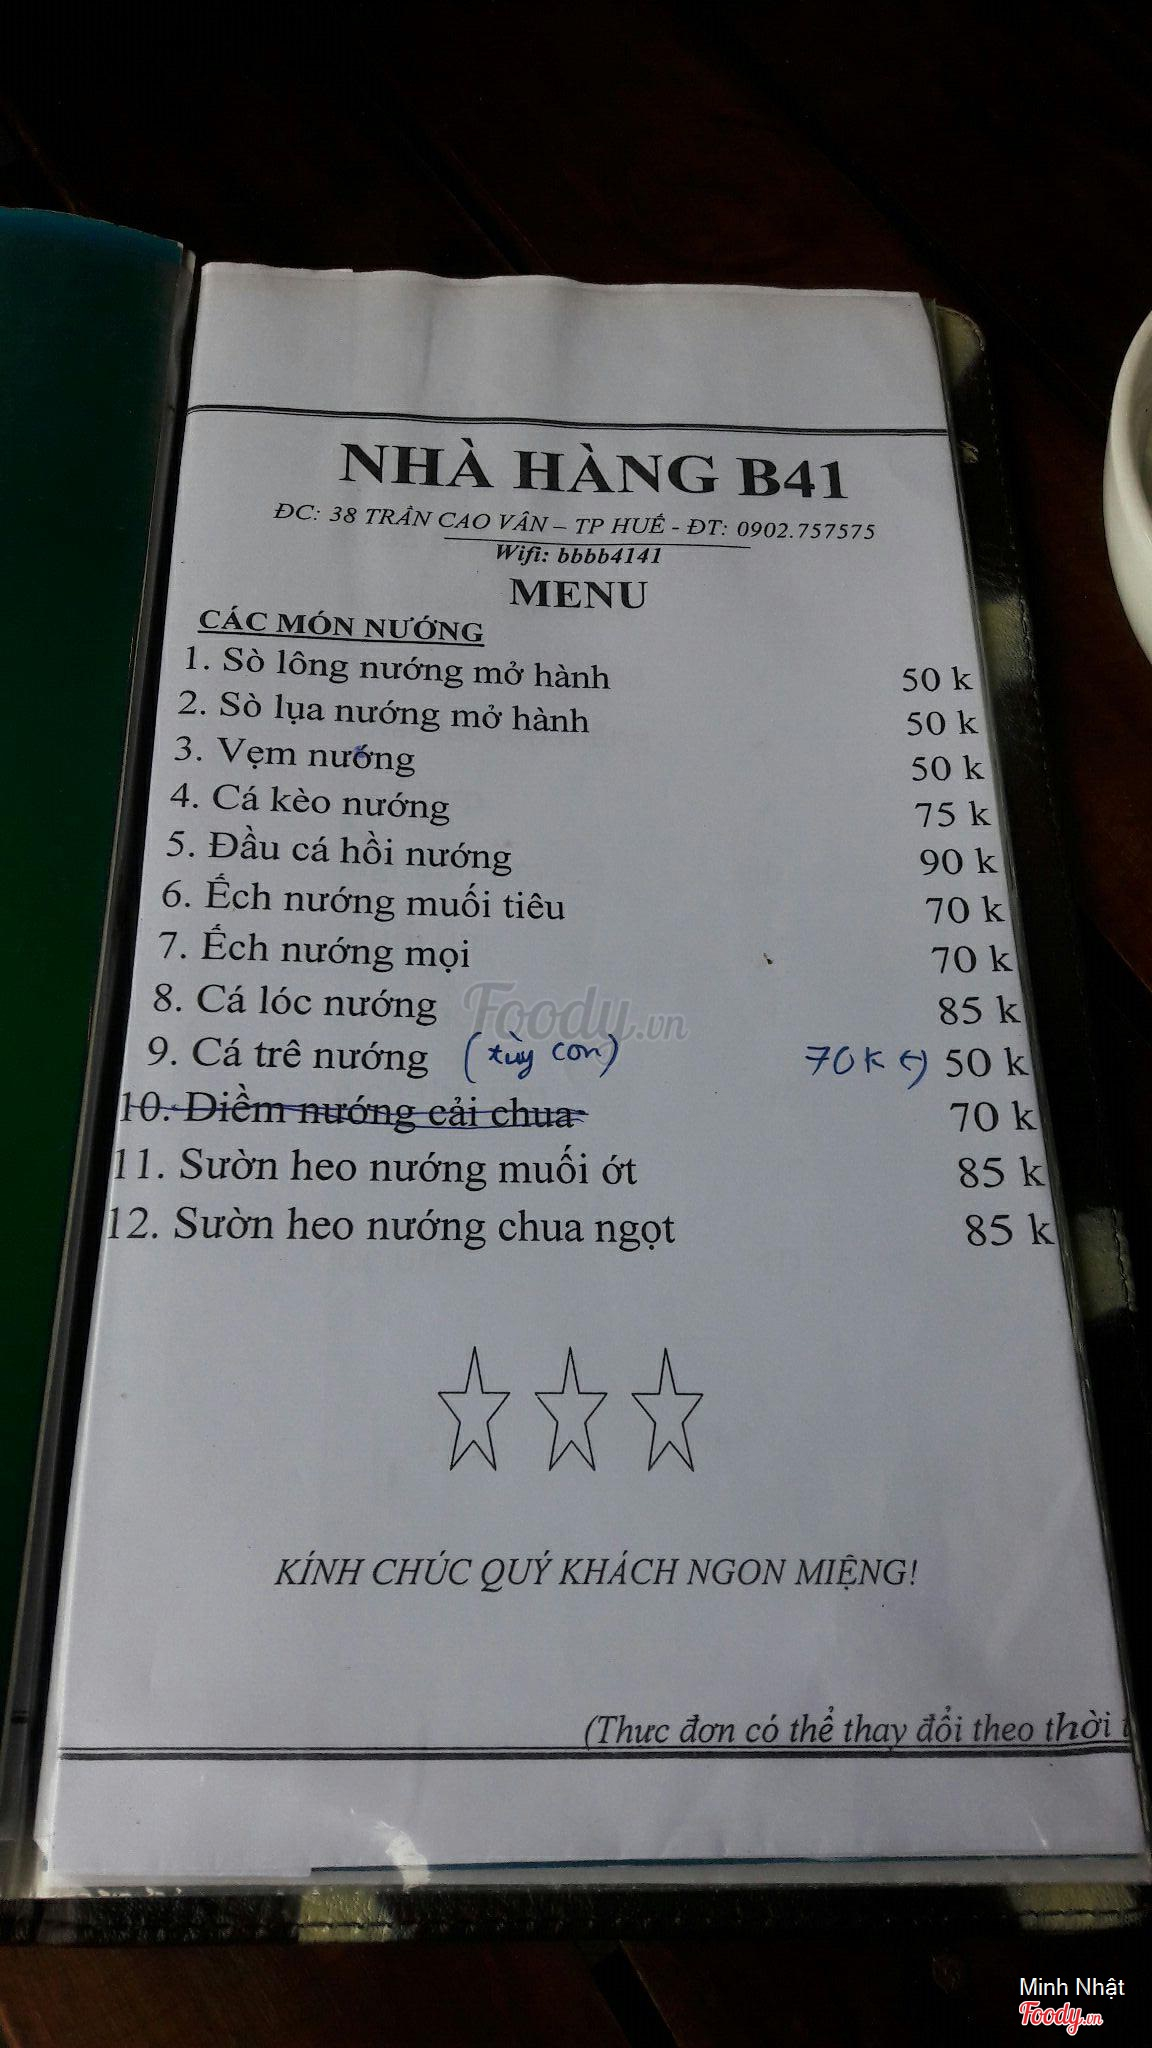 NHÀ HÀNG B41
ĐC: 38 TRẦN CAO VÂN – TP HUẾ - ĐT: 0902.757575
Wifi: bbbb4141
MENU
CÁC MÓN NƯỚNG
1. Sò lông nướng mở hành 50 k
2. Sò lụa nướng mở hành 50 k
3. Vẹm nướng 50 k
4. Cá kèo nướng 75 k
5. Đầu cá hồi nướng 90 k
6. Ếch nướng muối tiêu 70 k
7. Ếch nướng mọi 70 k
8. Cá lóc nướng 85 k
Foody.vn
9. Cá trê nướng (tùy con) 70k 50 k
10. Diềm nướng cải chua 70 k
11. Sườn heo nướng muối ớt 85 k
12. Sườn heo nướng chua ngọt 85 k
KÍNH CHÚC QUÝ KHÁCH NGON MIỆNG!
(Thực đơn có thể thay đổi theo thời
Minh Nhật
Foody.vn